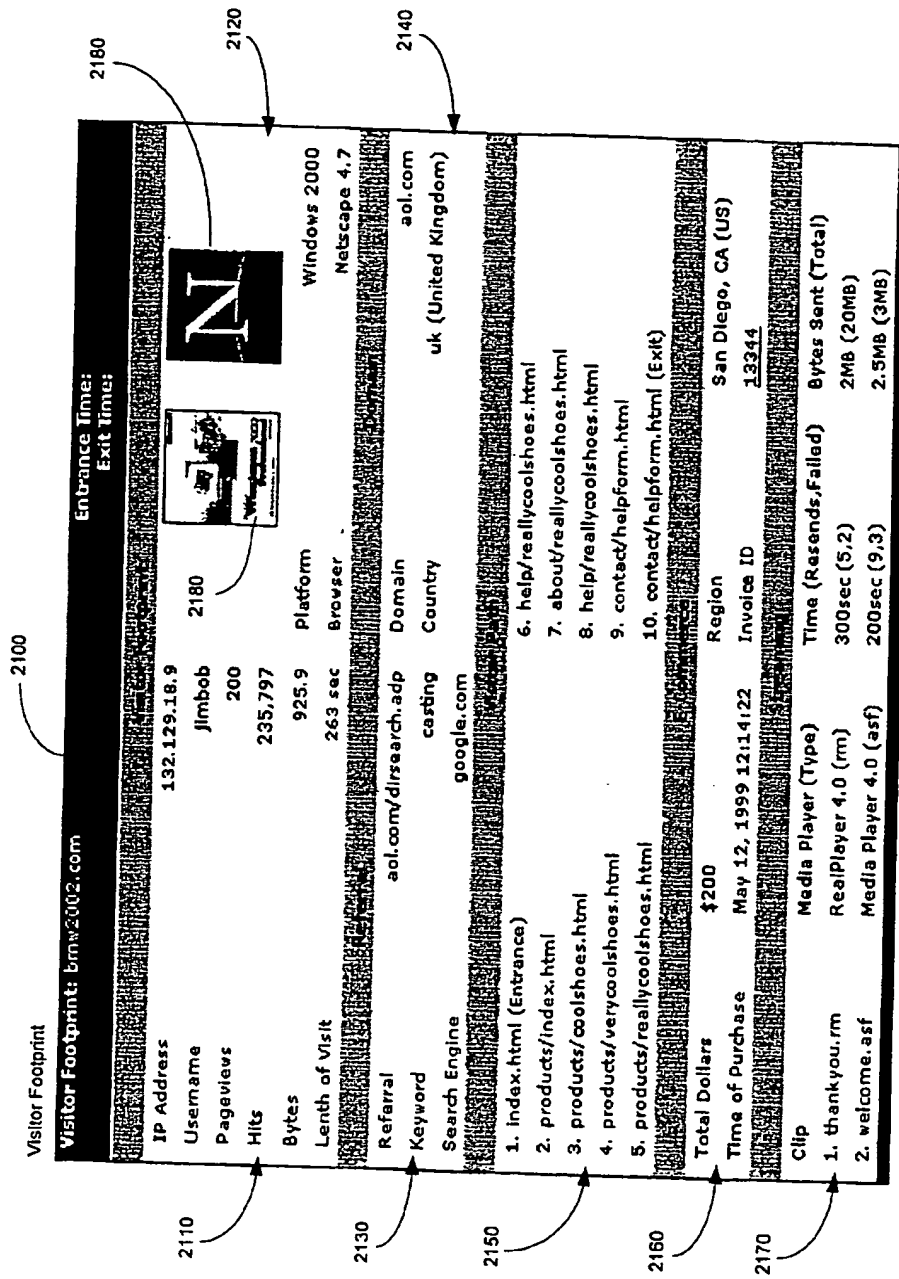 Visitor Footprint
2100
Visitor Footprint: bmw2002.com
Entrance Time:
Exit Time:
IP Address 132.129.18.9
Username jimbob
Pageviews 200
Hits 235,797
Bytes 925.9
Lenth of Visit 263 sec
Platform Windows 2000
Browser Netscape 4.7
N
2180
2180
2110
2120
Referral aol.com/dirsearch.adp
Keyword casting
Search Engine google.com
Domain aol.com
Country uk (United Kingdom)
2130
2140
1. index.html (Entrance)
2. products/index.html
3. products/coolshoes.html
4. products/verycoolshoes.html
5. products/reallycoolshoes.html
6. help/reallycoolshoes.html
7. about/reallycoolshoes.html
8. help/reallycoolshoes.html
9. contact/helpform.html
10. contact/helpform.html (Exit)
2150
Total Dollars $200
Time of Purchase May 12, 1999 12:14:22
Region San Diego, CA (US)
Invoice ID 13344
2160
Clip Media Player (Type) Time (Resends,Failed) Bytes Sent (Total)
1. thankyou.rm RealPlayer 4.0 (rm) 300sec (5,2) 2MB (20MB)
2. welcome.asf Media Player 4.0 (asf) 200sec (9,3) 2.5MB (3MB)
2170